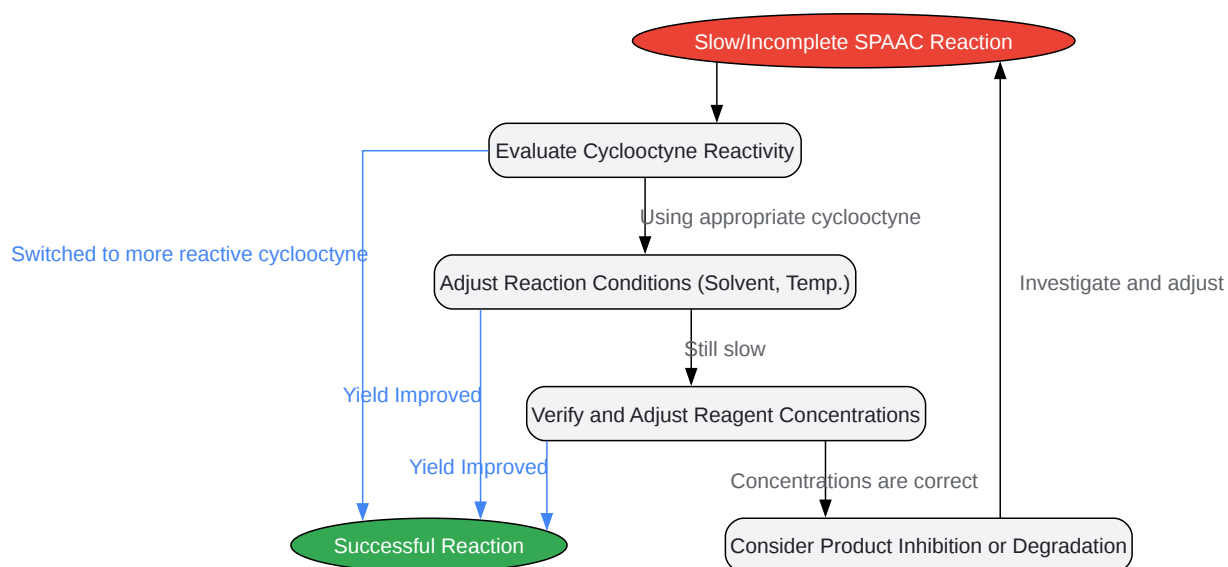 Slow/Incomplete SPAAC Reaction
Evaluate Cyclooctyne Reactivity
Using appropriate cyclooctyne
Switched to more reactive cyclooctyne
Adjust Reaction Conditions (Solvent, Temp.)
Investigate and adjust
Still slow
Yield Improved
Verify and Adjust Reagent Concentrations
Yield Improved
Concentrations are correct
Successful Reaction
Consider Product Inhibition or Degradation